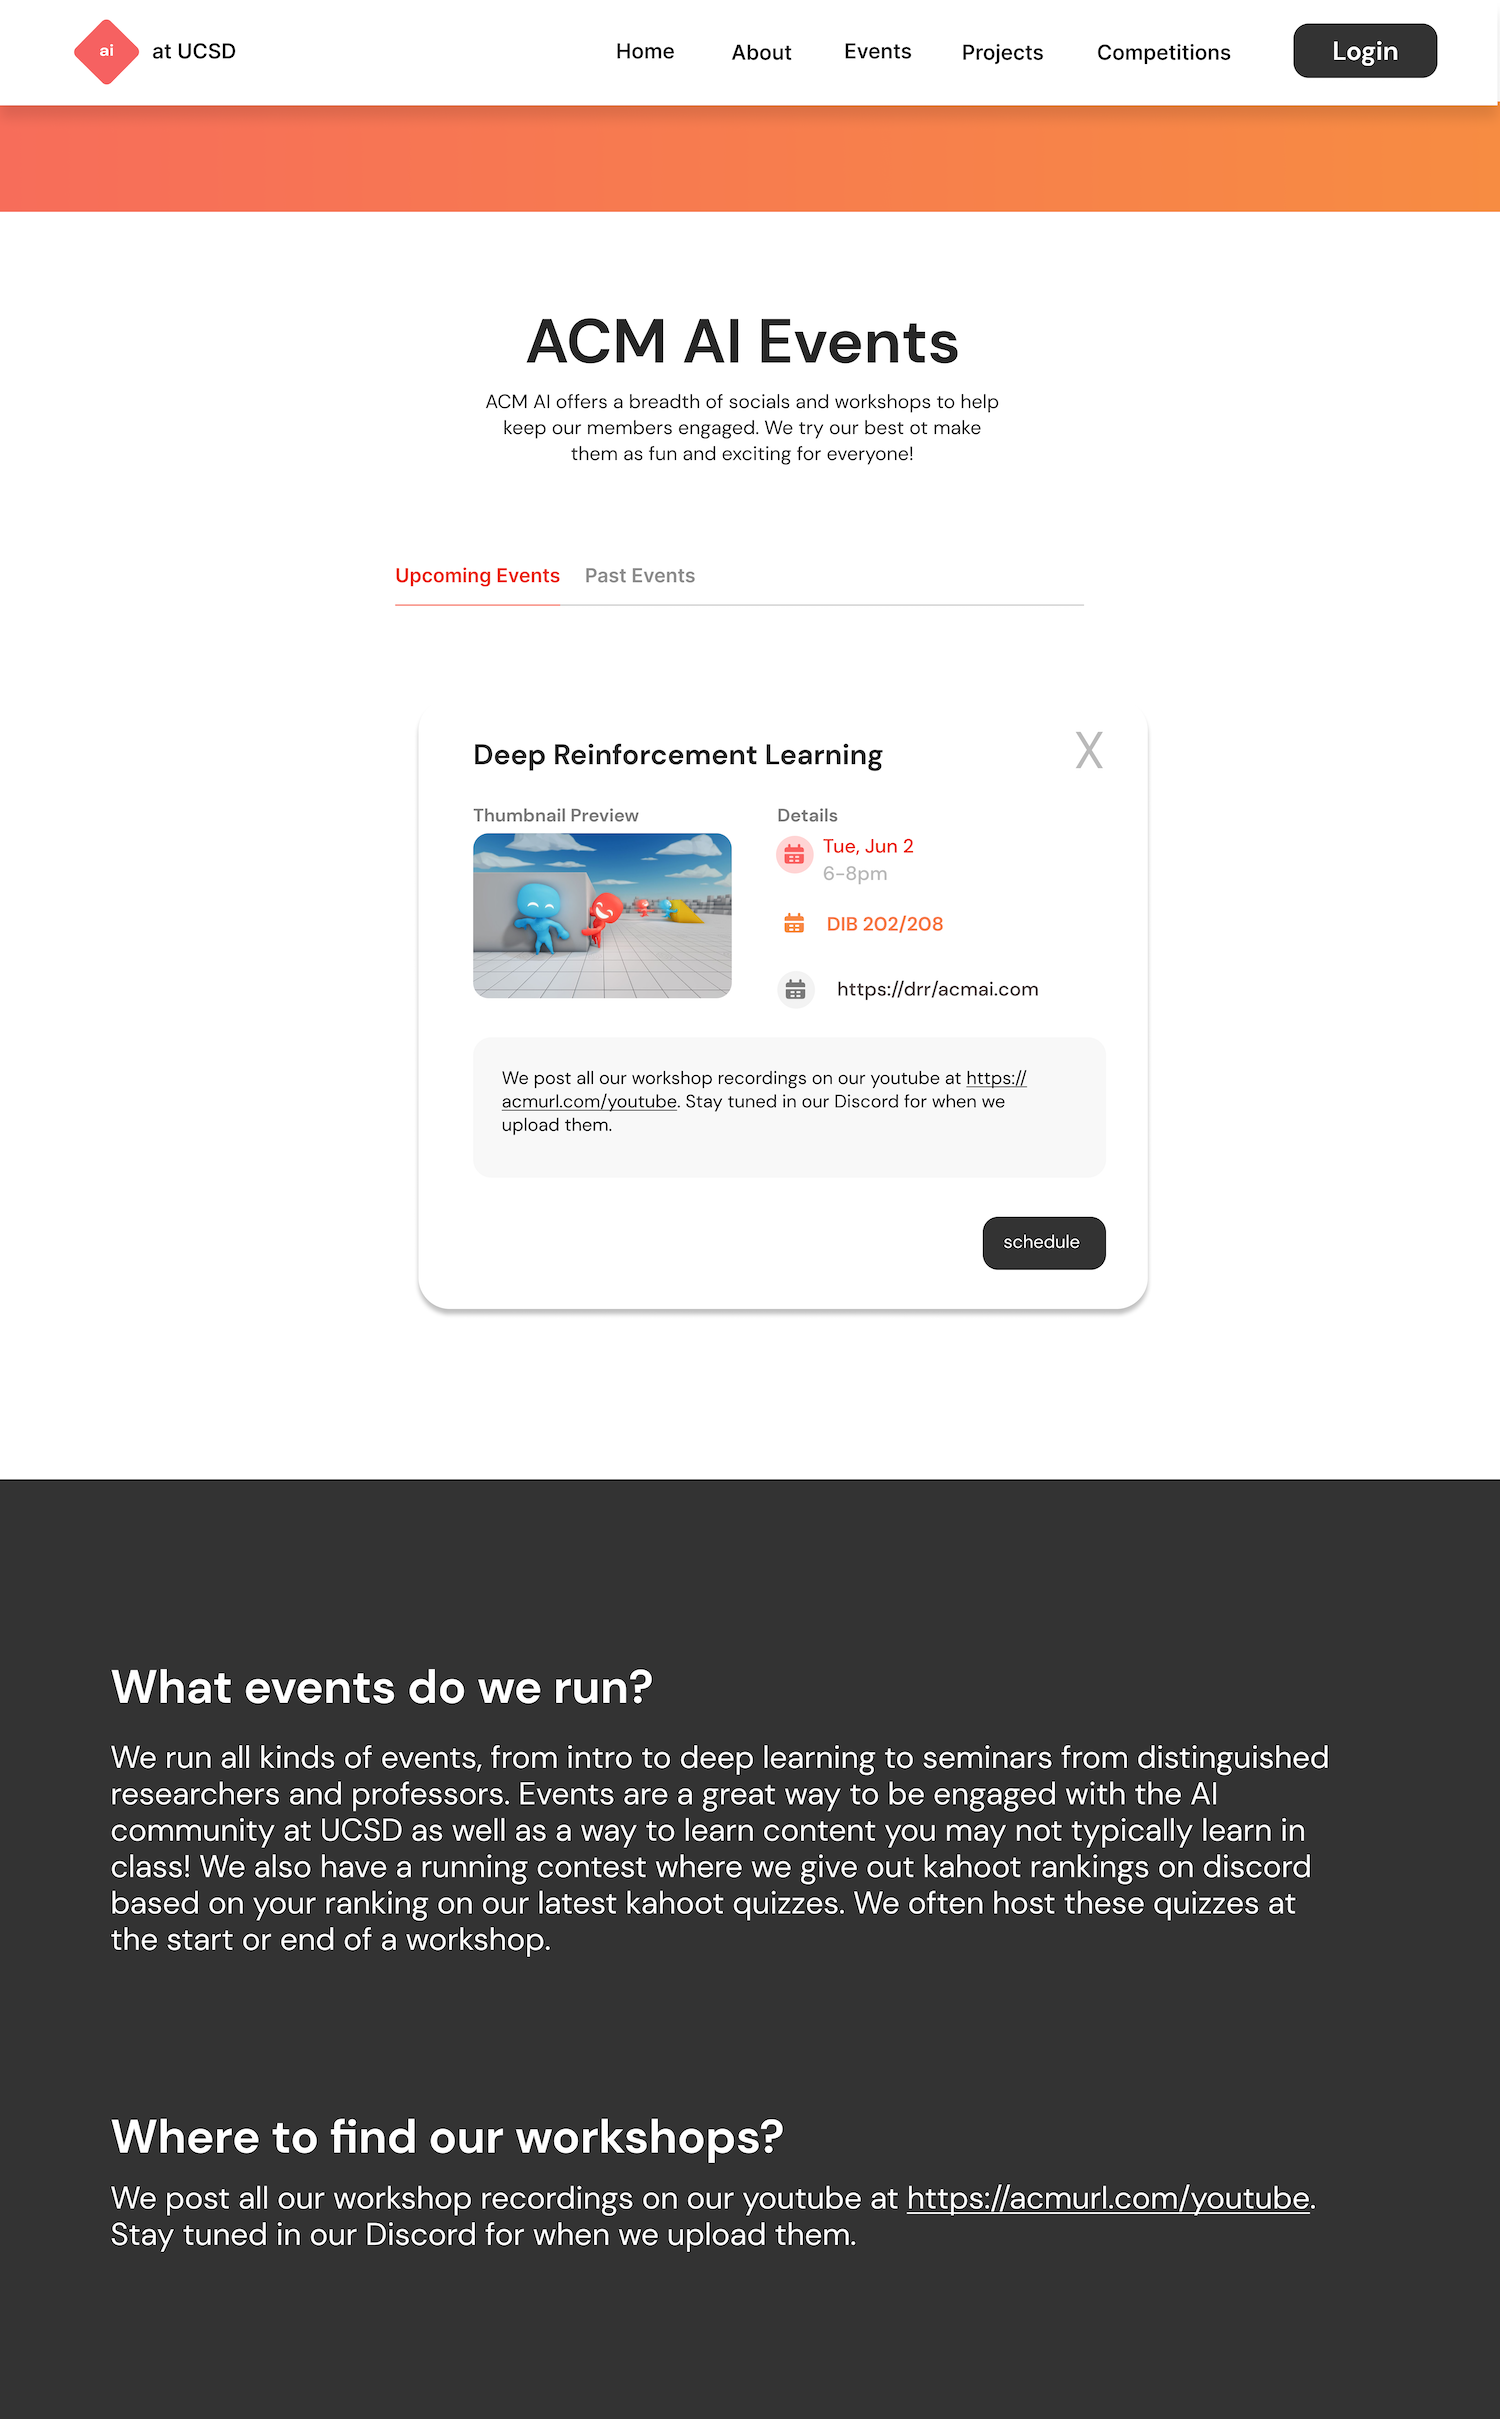 ai
at UCSD
Home
About
Events
Projects
Competitions
Login
ACM AI Events
ACM AI offers a breadth of socials and workshops to help
keep our members engaged. We try our best ot make
them as fun and exciting for everyone!
Upcoming Events
Past Events
Deep Reinforcement Learning
X
Thumbnail Preview
Details
Tue, Jun 2
6-8pm
DIB 202/208
https://drr/acmai.com
We post all our workshop recordings on our youtube at https://
acmurl.com/youtube. Stay tuned in our Discord for when we
upload them.
schedule
What events do we run?
We run all kinds of events, from intro to deep learning to seminars from distinguished
researchers and professors. Events are a great way to be engaged with the AI
community at UCSD as well as a way to learn content you may not typically learn in
class! We also have a running contest where we give out kahoot rankings on discord
based on your ranking on our latest kahoot quizzes. We often host these quizzes at
the start or end of a workshop.
Where to find our workshops?
We post all our workshop recordings on our youtube at https://acmurl.com/youtube.
Stay tuned in our Discord for when we upload them.